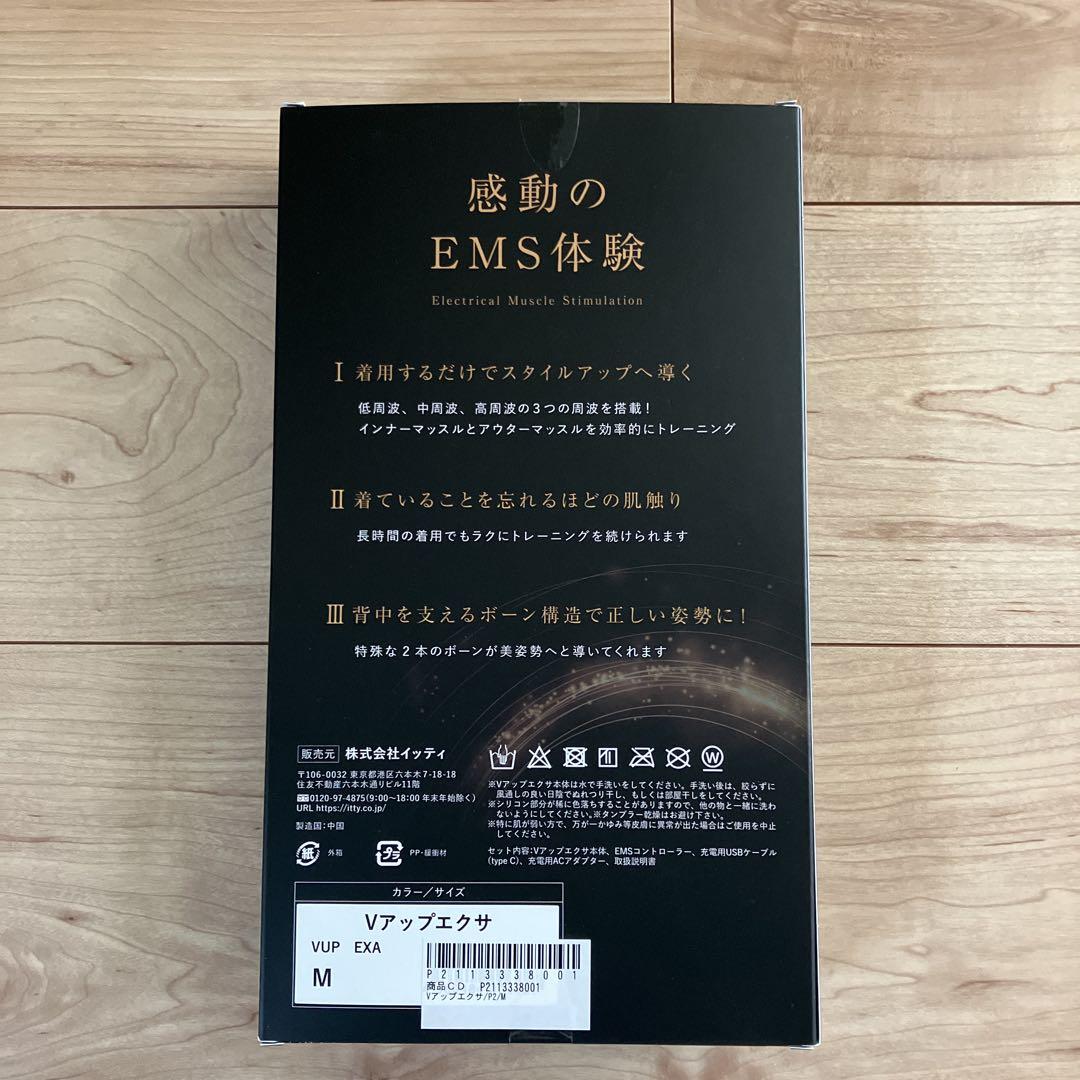 感動の
EMS体験
Electrical Muscle Stimulation
Ⅰ 着用するだけでスタイルアップへ導く
低周波、中周波、高周波の3つの周波を搭載！
インナーマッスルとアウターマッスルを効率的にトレーニング
Ⅱ 着ていることを忘れるほどの肌触り
長時間の着用でもラクにトレーニングを続けられます
Ⅲ 背中を支えるボーン構造で正しい姿勢に！
特殊な2本のボーンが美姿勢へと導いてくれます
販売元 株式会社イッティ
〒106-0032 東京都港区六本木7-18-18
住友不動産六本木通りビル11階
0120-97-4875(9:00〜18:00 年末年始除く)
URL https://itty.co.jp/
製造国:中国
紙 外箱
プラ PP・緩衝材
W
※Vアップエクサ本体は水で手洗いをしてください。手洗い後は、絞らずに
風通しの良い日陰でぬれつり干し、もしくは部屋干しをしてください。
※シリコン部分が稀に色落ちすることがありますので、他の物と一緒に洗わ
ないようにしてください。※タンブラー乾燥はお避け下さい。
※特に肌が弱い方で、万が一かゆみ等皮膚に異常が出た場合はご使用を中止
してください。
セット内容:Vアップエクサ本体、EMSコントローラー、充電用USBケーブル
(type C)、充電用ACアダプター、取扱説明書
カラー／サイズ
Vアップエクサ
VUP EXA
M
P2113338001
商品CD P2113338001
Vアップエクサ/P2/M